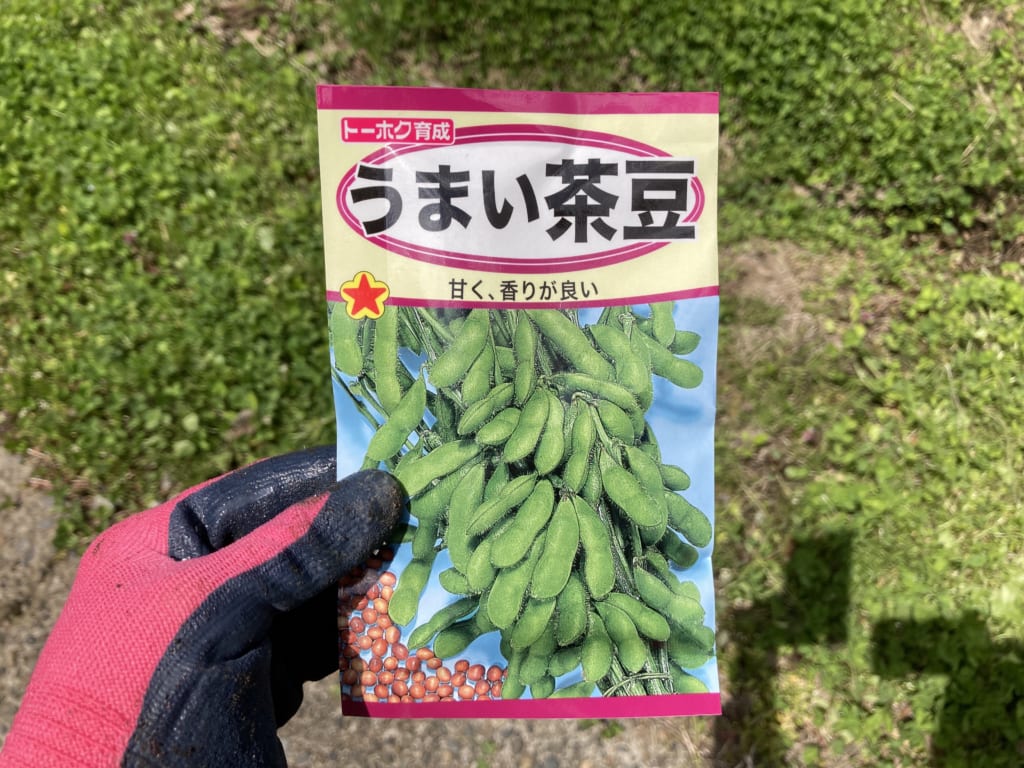 トーホク育成
うまい茶豆
甘く、香りが良い